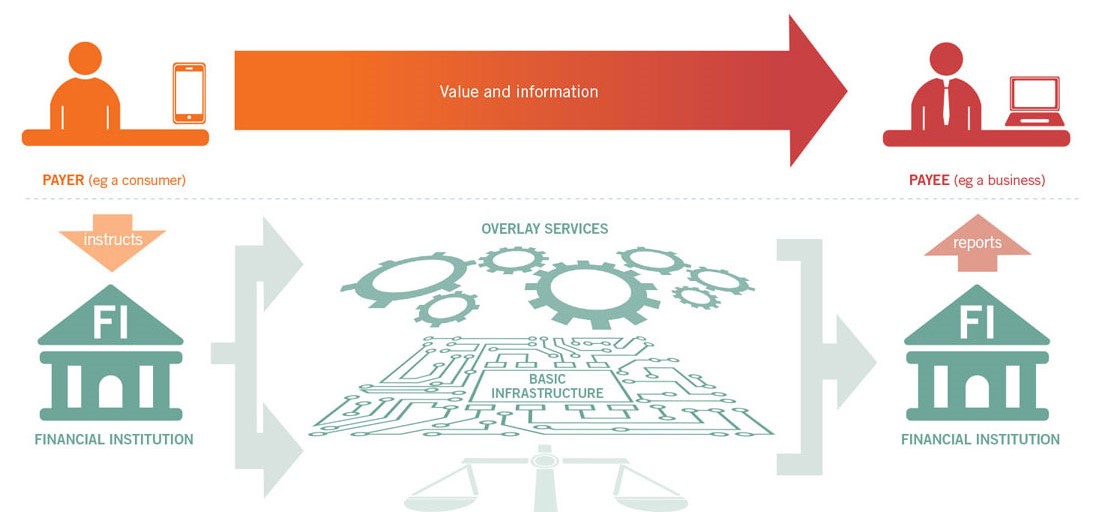 Value and information
PAYER (eg a consumer)
PAYEE (eg a business)
instructs
OVERLAY SERVICES
reports
FI
FI
BASIC
INFRASTRUCTURE
FINANCIAL INSTITUTION
FINANCIAL INSTITUTION